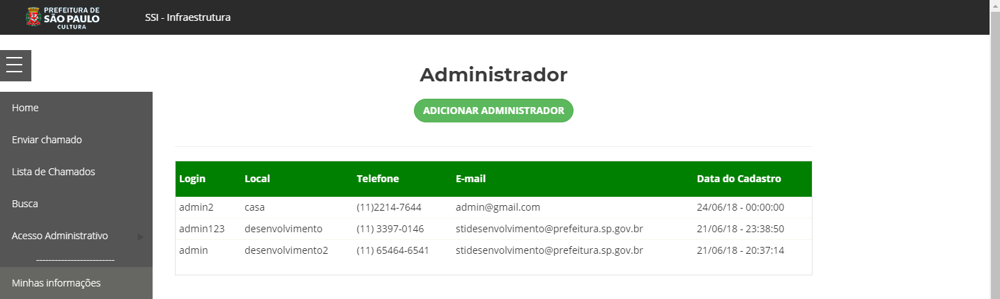 PREFEITURA DE
SÃO PAULO
CULTURA
SSI - Infraestrutura
Administrador
ADICIONAR ADMINISTRADOR
Home
Enviar chamado
Lista de Chamados
Busca
Acesso Administrativo
-------------------------
Minhas informações
Login Local Telefone E-mail Data do Cadastro
admin2 casa (11)2214-7644 admin@gmail.com 24/06/18 - 00:00:00
admin123 desenvolvimento (11) 3397-0146 stidesenvolvimento@prefeitura.sp.gov.br 21/06/18 - 23:38:50
admin desenvolvimento2 (11) 65464-6541 stidesenvolvimento@prefeitura.sp.gov.br 21/06/18 - 20:37:14